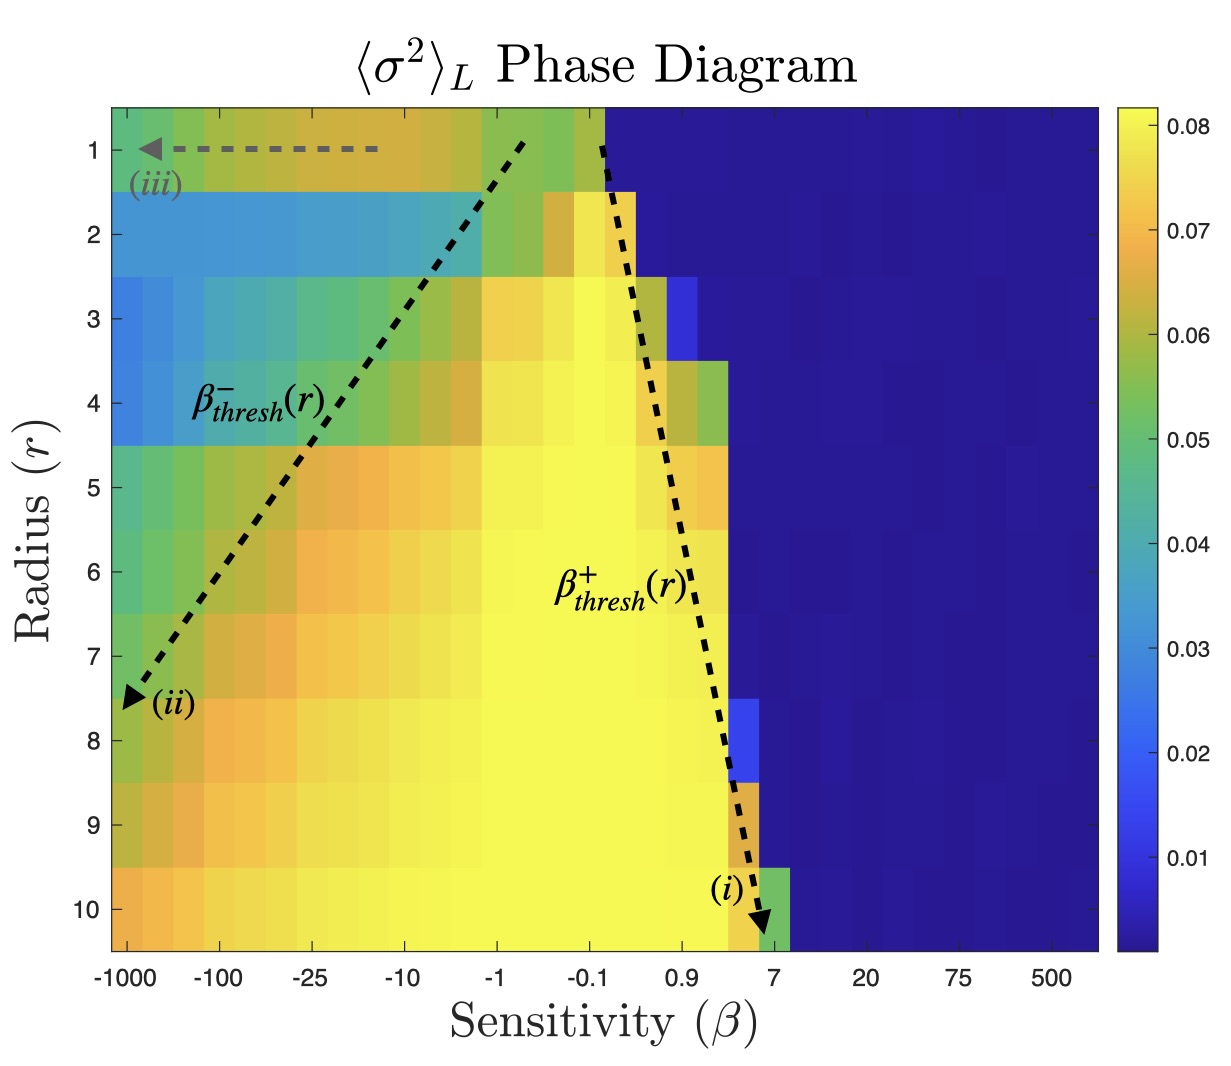 ⟨σ²⟩_L Phase Diagram
1
2
3
4
5
6
7
8
9
10
Radius (r)
(iii)
β⁻_thresh(r)
β⁺_thresh(r)
(ii)
(i)
-1000 -100 -25 -10 -1 -0.1 0.9 7 20 75 500
Sensitivity (β)
0.08
0.07
0.06
0.05
0.04
0.03
0.02
0.01